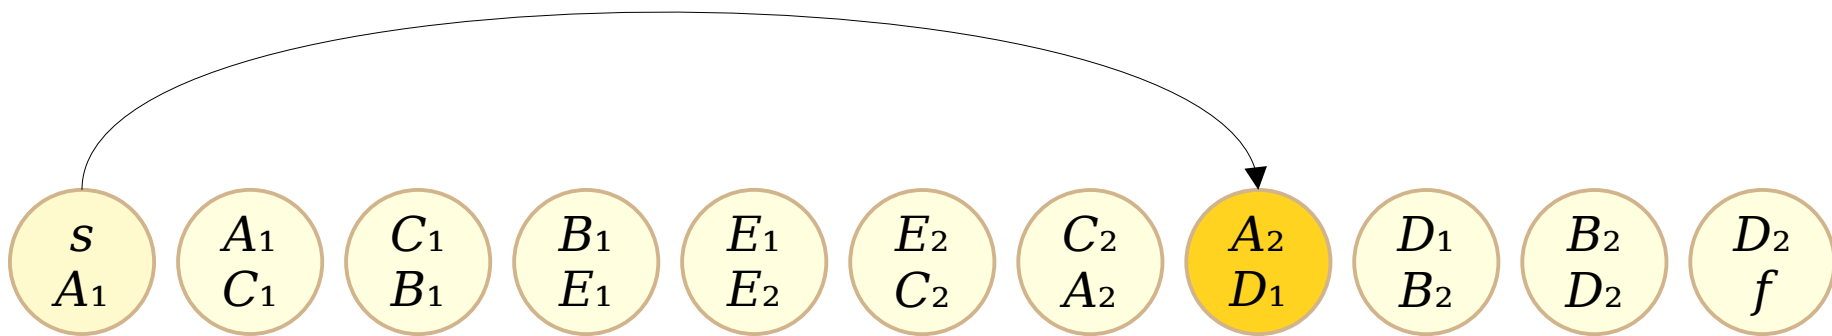 s A₁
A₁ C₁
C₁ B₁
B₁ E₁
E₁ E₂
E₂ C₂
C₂ A₂
A₂ D₁
D₁ B₂
B₂ D₂
D₂ f